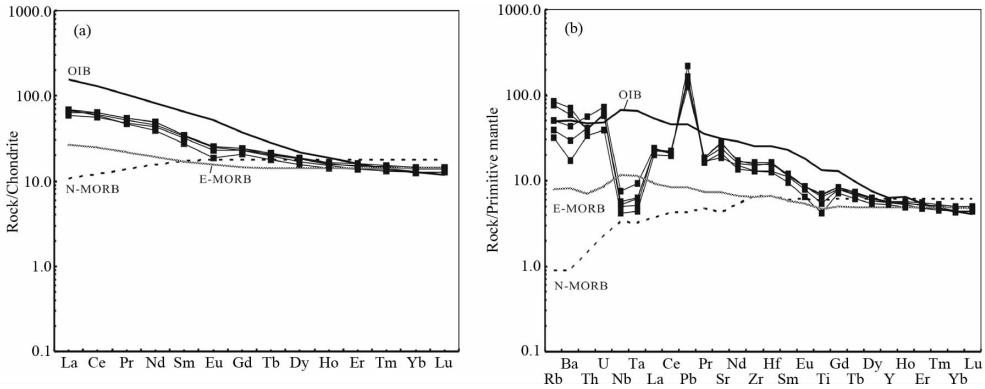 (a)
1000.0
100.0
10.0
1.0
0.1
Rock/Chondrite
OIB
E-MORB
N-MORB
La Ce Pr Nd Sm Eu Gd Tb Dy Ho Er Tm Yb Lu
(b)
1000.0
100.0
10.0
1.0
0.1
Rock/Primitive mantle
OIB
E-MORB
N-MORB
Ba U Ta Ce Pr Nd Hf Eu Gd Dy Ho Tm Lu
Rb Th Nb La Pb Sr Zr Sm Ti Tb Y Er Yb